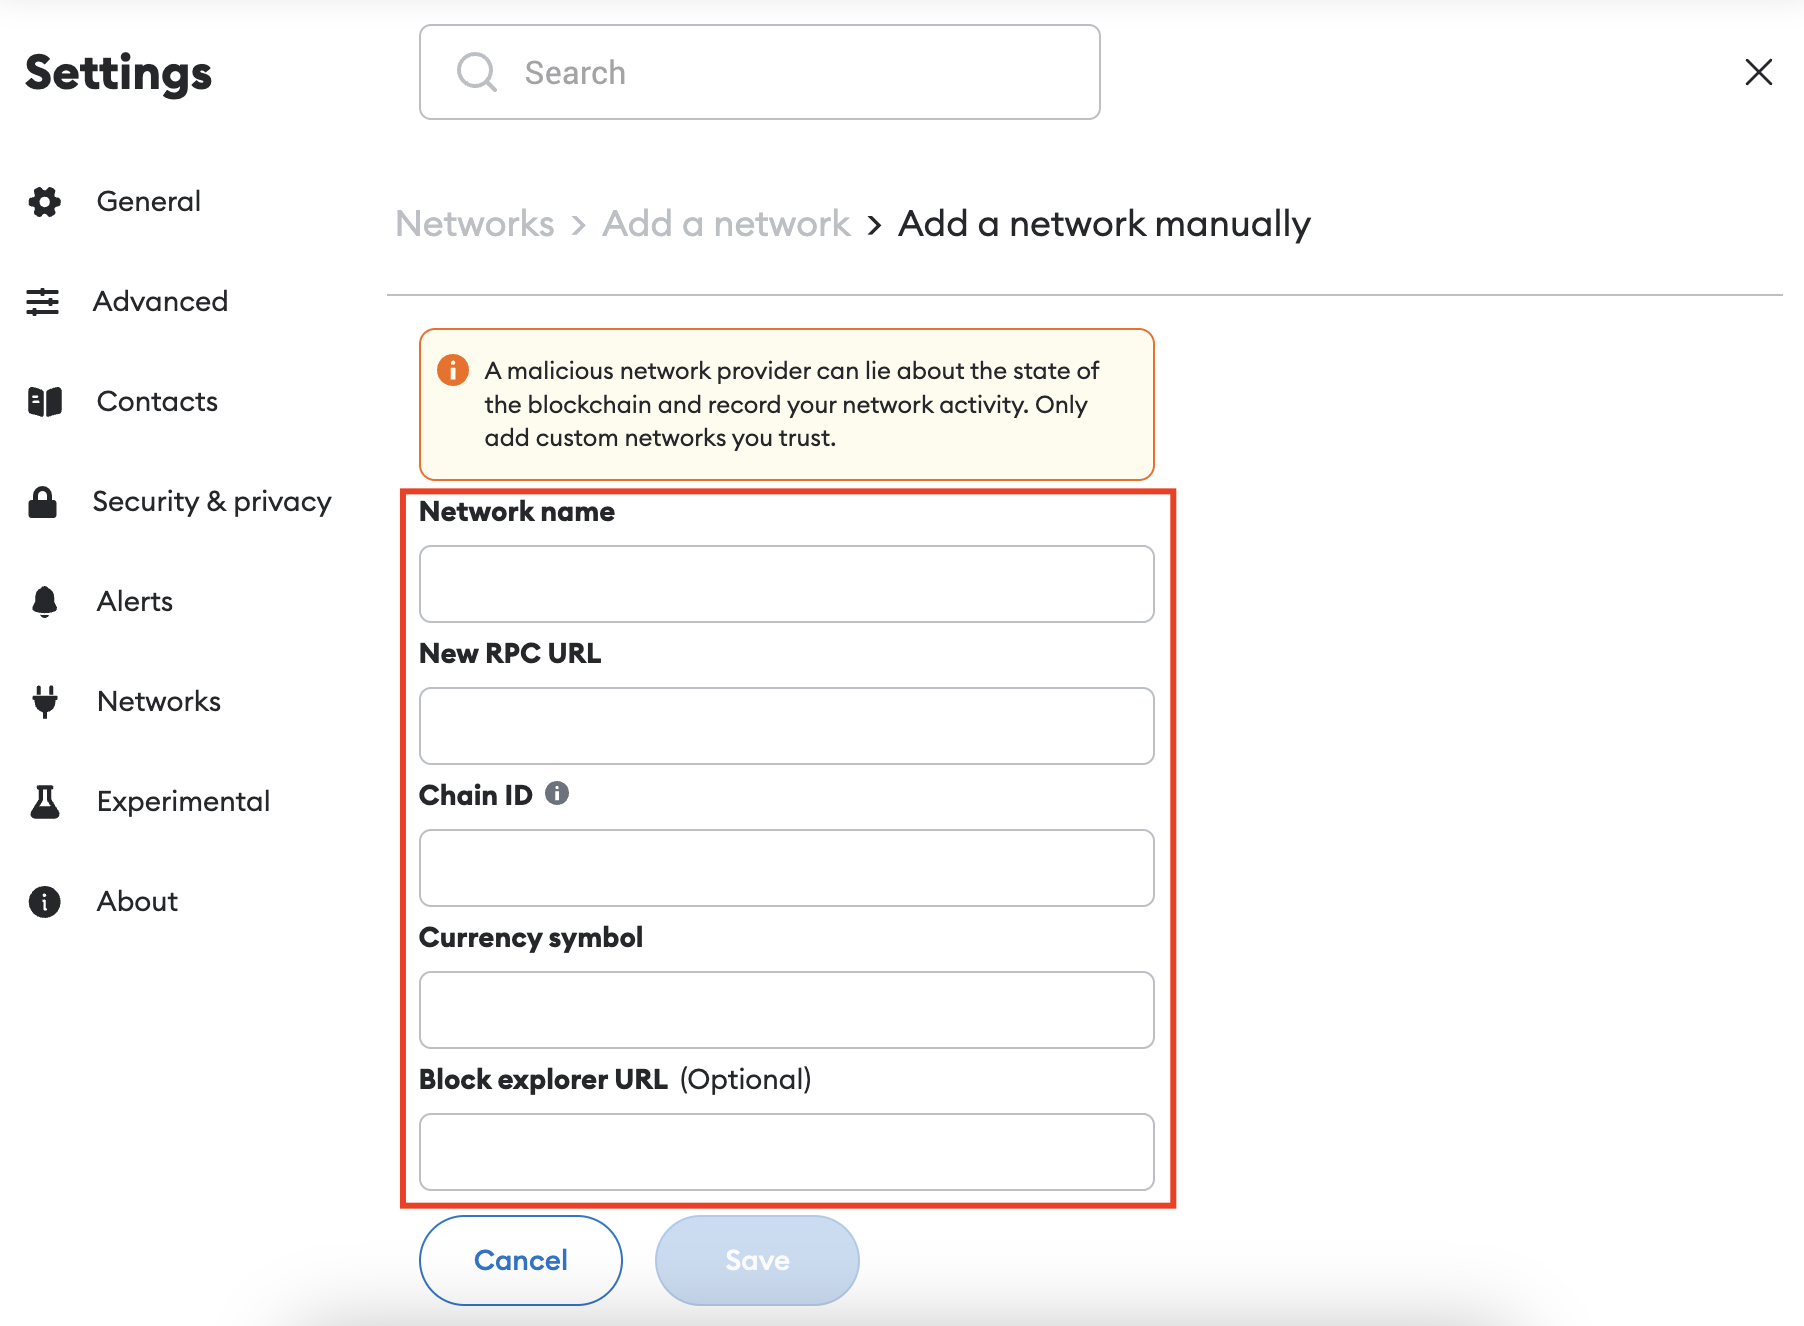 Settings
Search
General
Advanced
Contacts
Security & privacy
Alerts
Networks
Experimental
About
Networks > Add a network > Add a network manually
A malicious network provider can lie about the state of
the blockchain and record your network activity. Only
add custom networks you trust.
Network name
New RPC URL
Chain ID
Currency symbol
Block explorer URL (Optional)
Cancel
Save